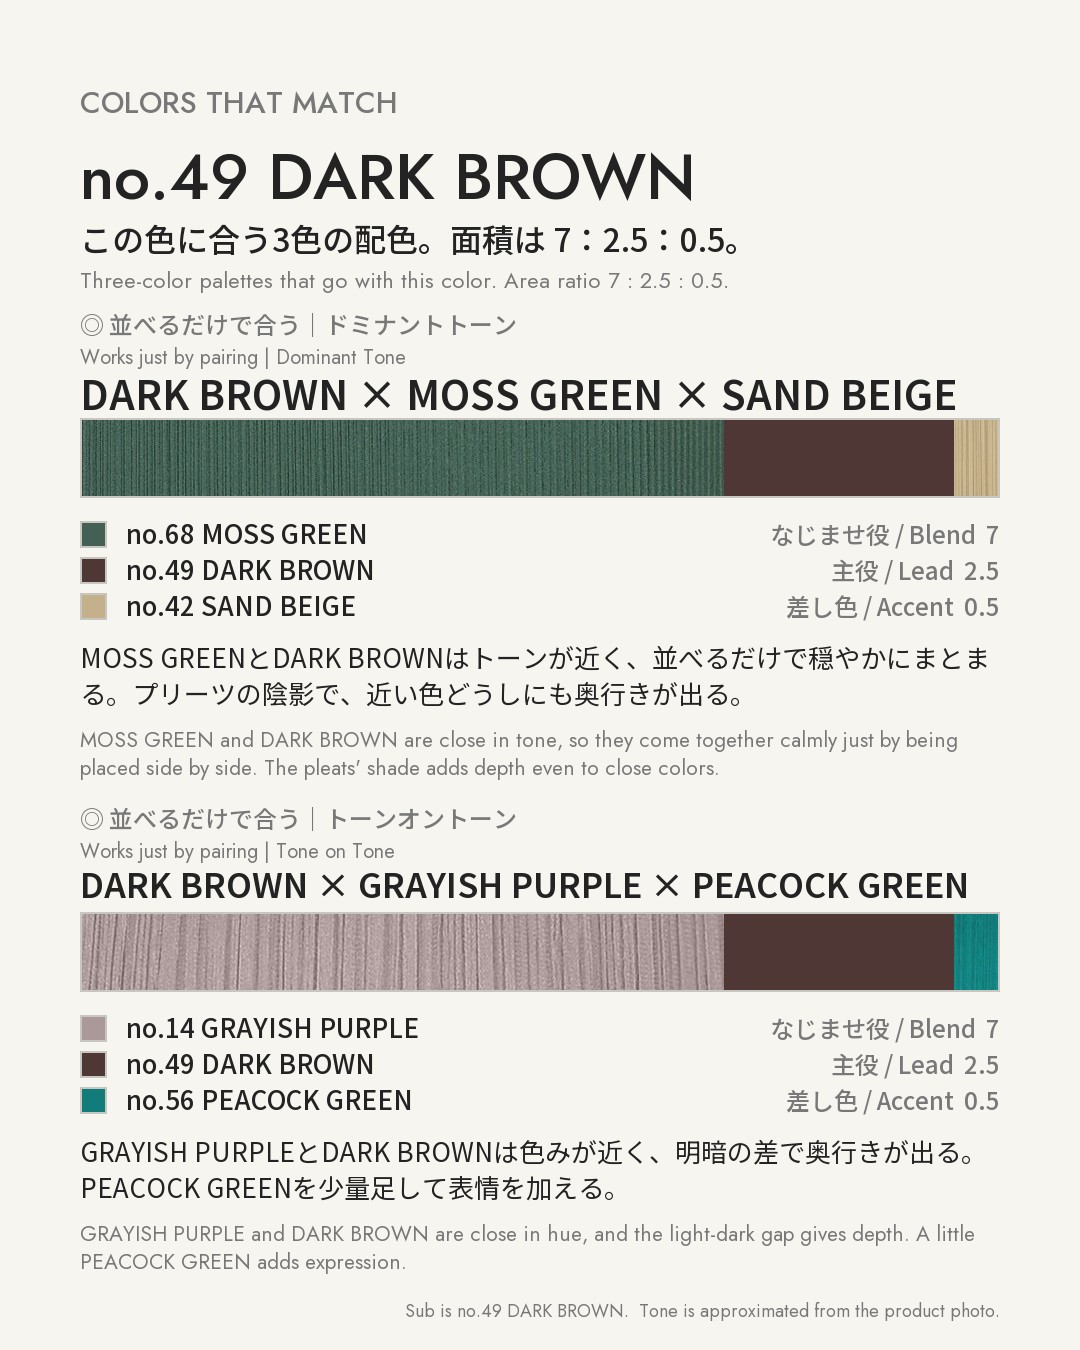 COLORS THAT MATCH
no.49 DARK BROWN
この色に合う3色の配色。面積は 7：2.5：0.5。
Three-color palettes that go with this color. Area ratio 7 : 2.5 : 0.5.
◎ 並べるだけで合う｜ドミナントトーン
Works just by pairing | Dominant Tone
DARK BROWN × MOSS GREEN × SAND BEIGE
no.68 MOSS GREEN なじませ役 / Blend 7
no.49 DARK BROWN 主役 / Lead 2.5
no.42 SAND BEIGE 差し色 / Accent 0.5
MOSS GREENとDARK BROWNはトーンが近く、並べるだけで穏やかにまとま
る。プリーツの陰影で、近い色どうしにも奥行きが出る。
MOSS GREEN and DARK BROWN are close in tone, so they come together calmly just by being
placed side by side. The pleats' shade adds depth even to close colors.
◎ 並べるだけで合う｜トーンオントーン
Works just by pairing | Tone on Tone
DARK BROWN × GRAYISH PURPLE × PEACOCK GREEN
no.14 GRAYISH PURPLE なじませ役 / Blend 7
no.49 DARK BROWN 主役 / Lead 2.5
no.56 PEACOCK GREEN 差し色 / Accent 0.5
GRAYISH PURPLEとDARK BROWNは色みが近く、明暗の差で奥行きが出る。
PEACOCK GREENを少量足して表情を加える。
GRAYISH PURPLE and DARK BROWN are close in hue, and the light-dark gap gives depth. A little
PEACOCK GREEN adds expression.
Sub is no.49 DARK BROWN. Tone is approximated from the product photo.